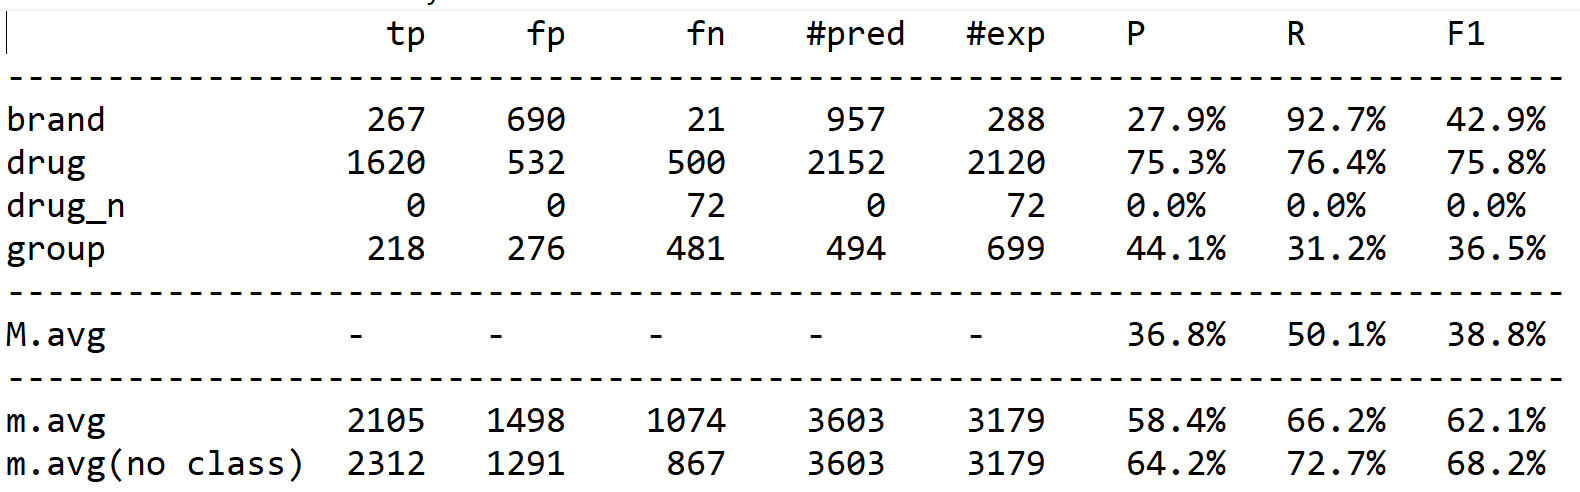 tp fp fn #pred #exp P R F1
------------------------------------------------------------------------------
brand 267 690 21 957 288 27.9% 92.7% 42.9%
drug 1620 532 500 2152 2120 75.3% 76.4% 75.8%
drug_n 0 0 72 0 72 0.0% 0.0% 0.0%
group 218 276 481 494 699 44.1% 31.2% 36.5%
------------------------------------------------------------------------------
M.avg - - - - - 36.8% 50.1% 38.8%
------------------------------------------------------------------------------
m.avg 2105 1498 1074 3603 3179 58.4% 66.2% 62.1%
m.avg(no class) 2312 1291 867 3603 3179 64.2% 72.7% 68.2%